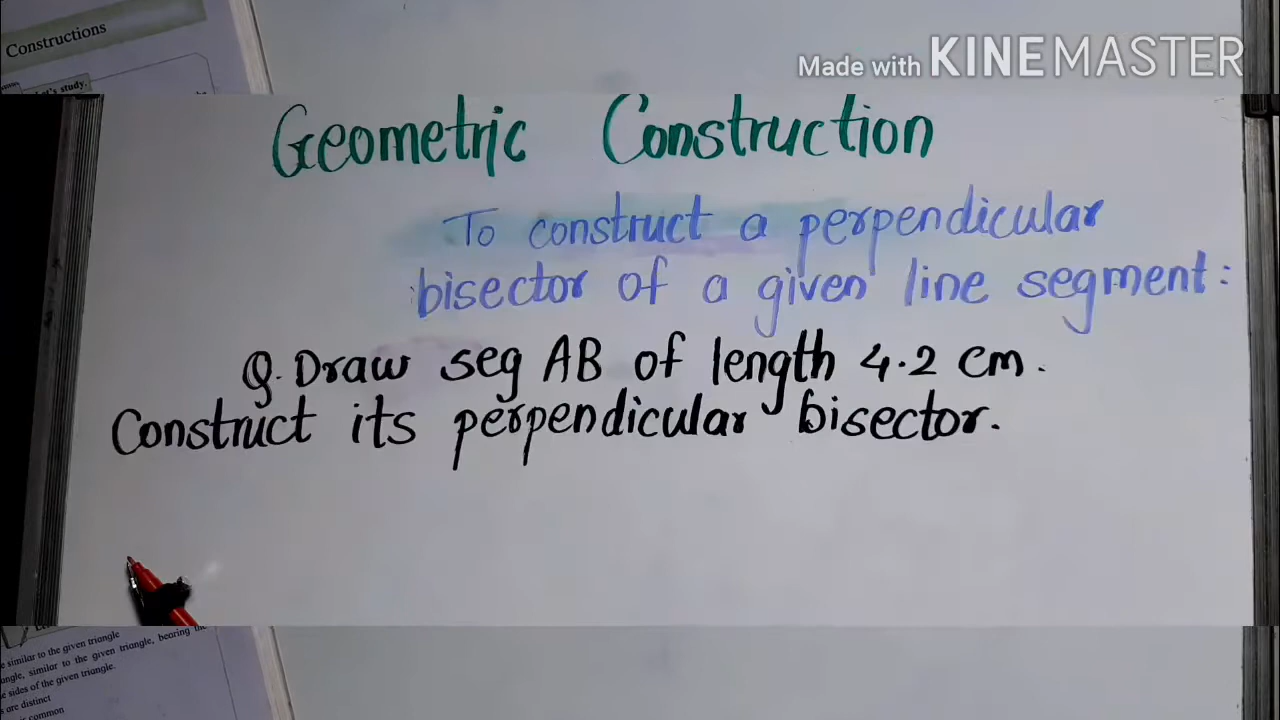 Constructions
Let's study.
Made with KINEMASTER
Geometric Construction
To construct a perpendicular
bisector of a given line segment:
Q. Draw seg AB of length 4.2 cm.
Construct its perpendicular bisector.
similar to the given triangle
angle, similar to the given triangle, bearing the
sides of the given triangle.
are distinct
common